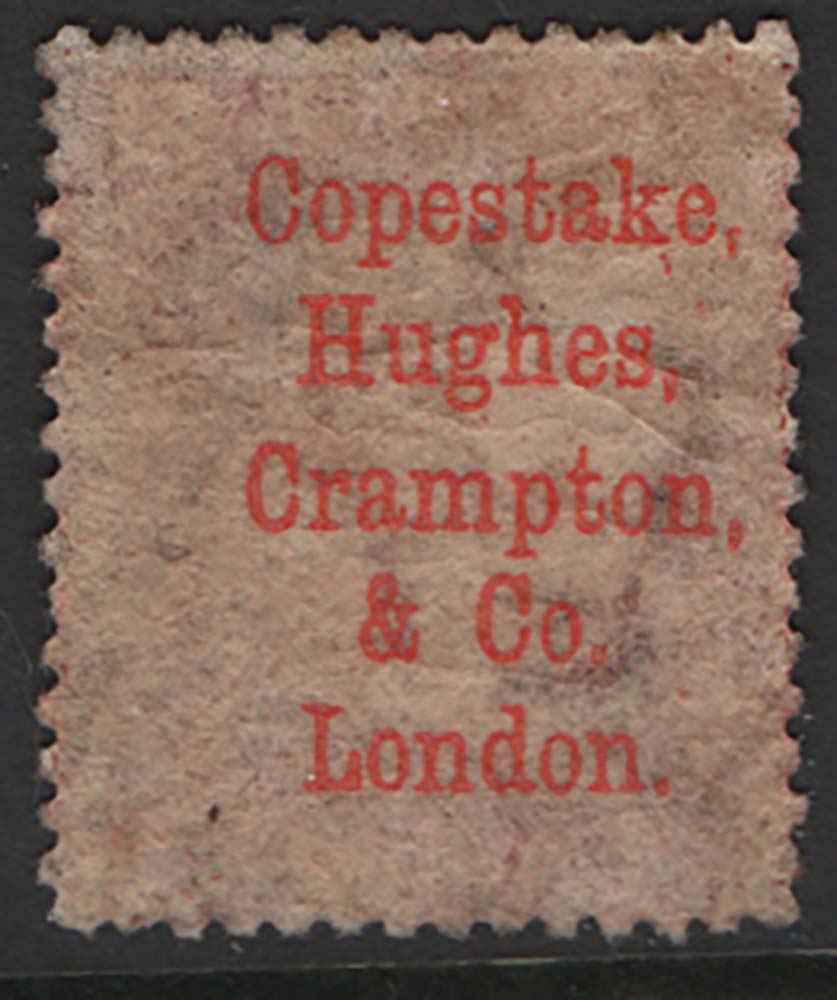 Copestake,
Hughes,
Crampton,
& Co.
London.